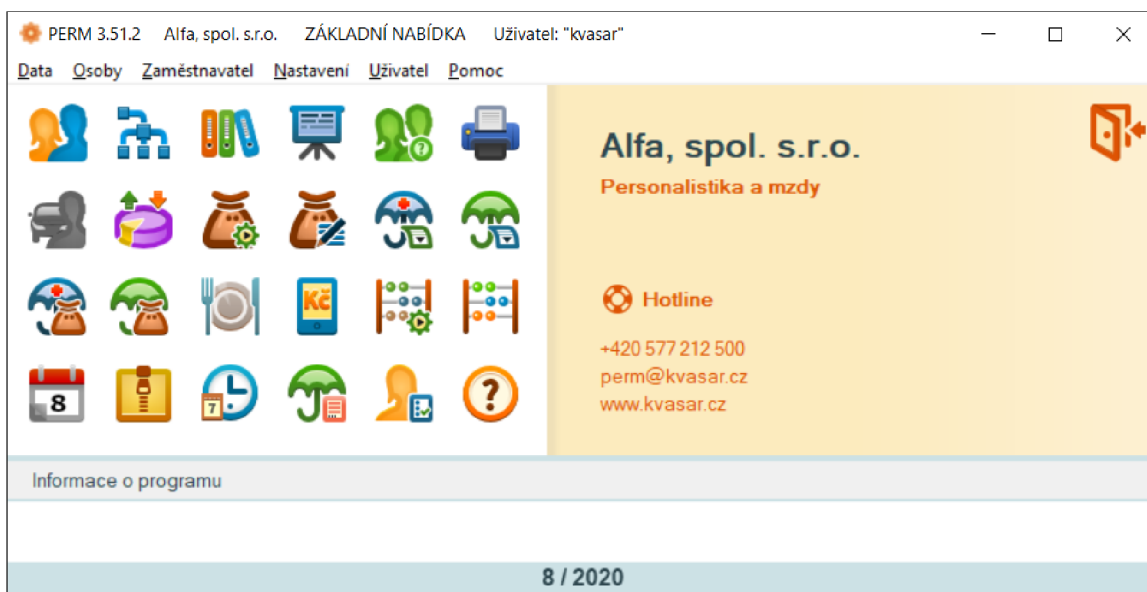 PERM 3.51.2 Alfa, spol. s.r.o. ZÁKLADNÍ NABÍDKA Uživatel: "kvasar"
Data Osoby Zaměstnavatel Nastavení Uživatel Pomoc
Alfa, spol. s.r.o.
Personalistika a mzdy
Kč
Hotline
+420 577 212 500
perm@kvasar.cz
www.kvasar.cz
8
7
?
Informace o programu
8 / 2020